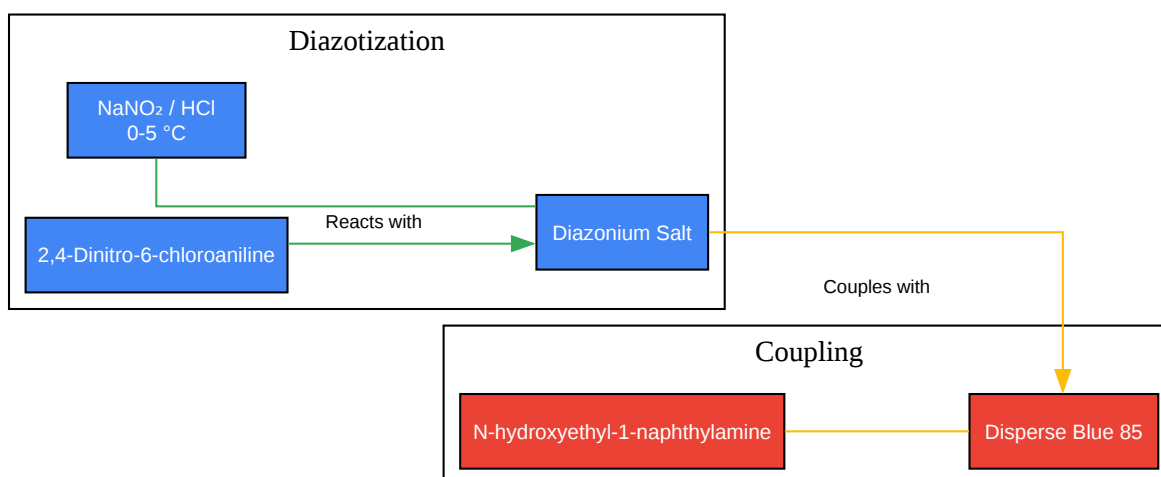 Diazotization
NaNO₂ / HCl
0-5 °C
Reacts with
2,4-Dinitro-6-chloroaniline
Diazonium Salt
Couples with
Coupling
N-hydroxyethyl-1-naphthylamine
Disperse Blue 85